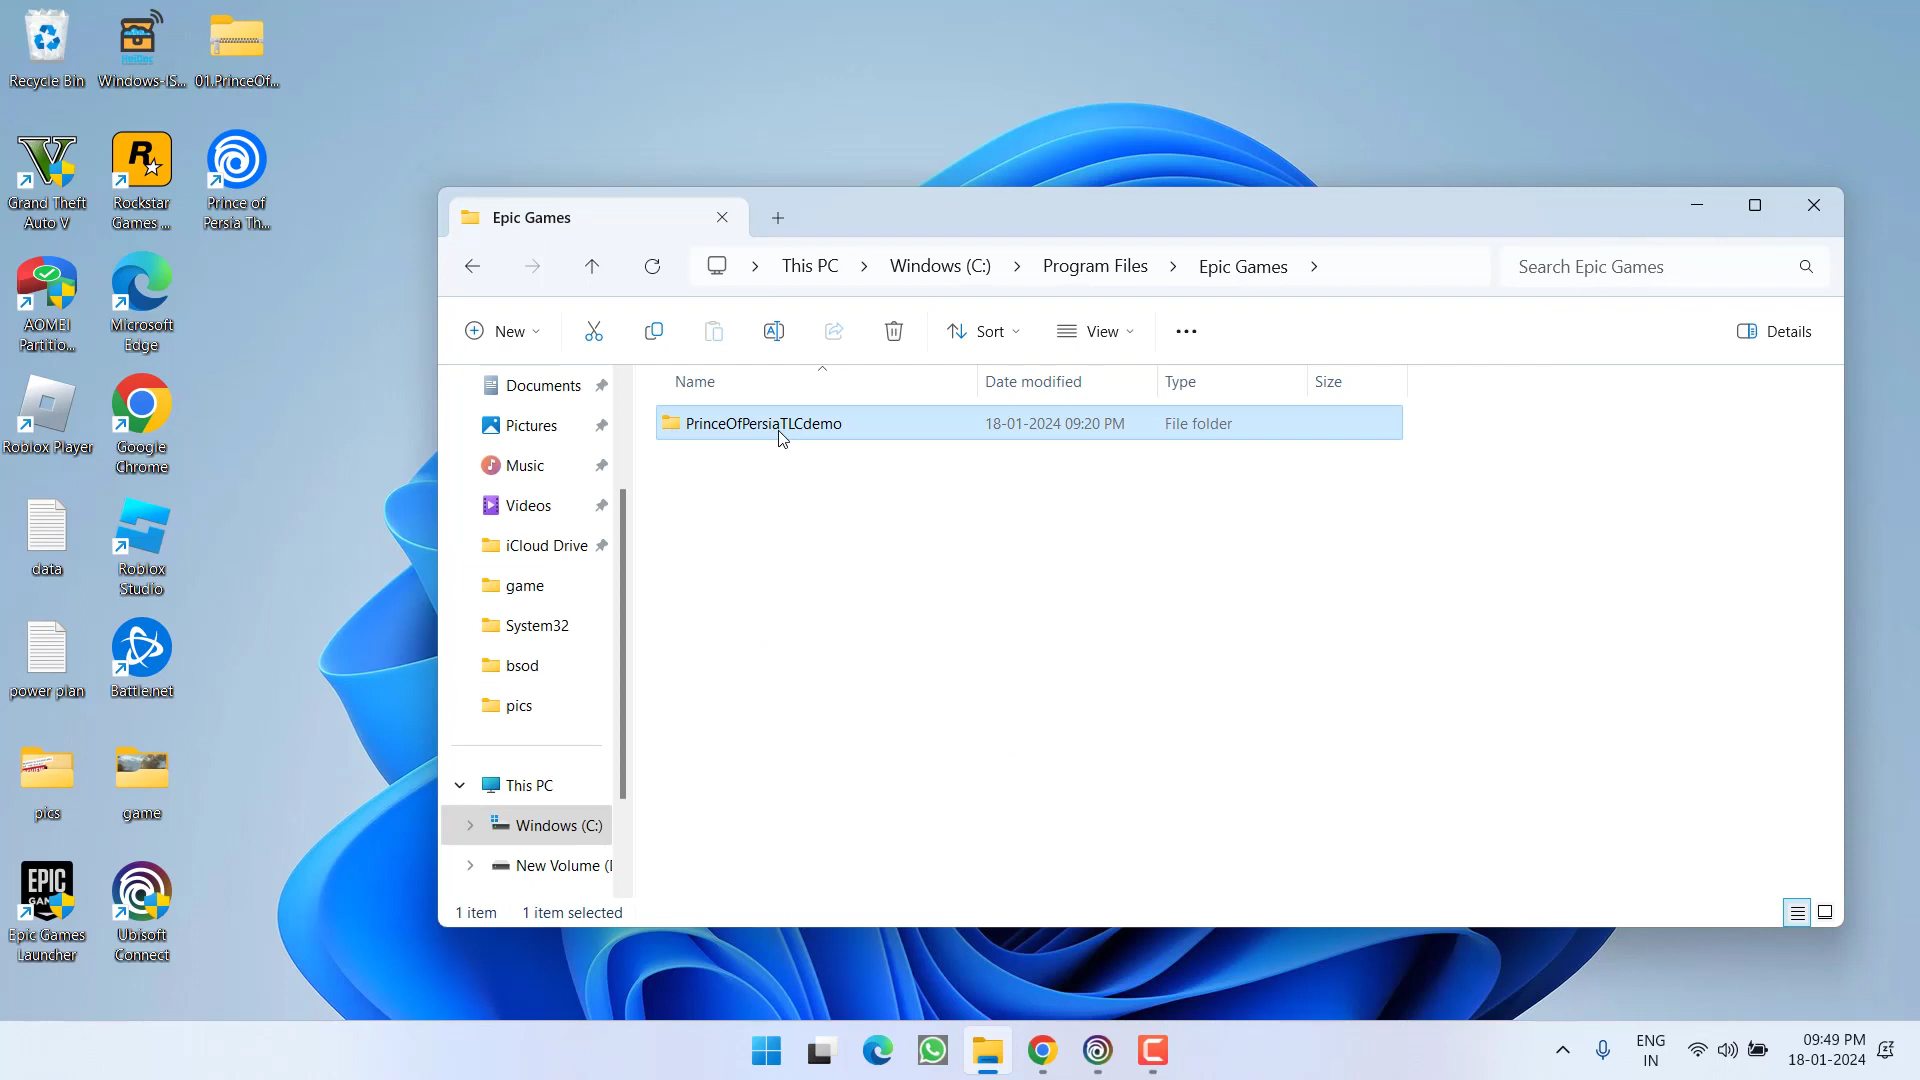 Recycle Bin
Windows-IS...
01.PrinceOf...
Grand Theft
Auto V
Rockstar
Games ...
Prince of
Persia Th...
AOMEI
Partitio...
Microsoft
Edge
Roblox Player
Google
Chrome
data
Roblox
Studio
power plan
Battle.net
pics
game
EPIC
Epic Games
Launcher
Ubisoft
Connect
Epic Games
This PC
Windows (C:)
Program Files
Epic Games
Search Epic Games
New
Sort
View
Details
Documents
Pictures
Music
Videos
iCloud Drive
game
System32
bsod
pics
This PC
Windows (C:)
New Volume (
Name
Date modified
Type
Size
PrinceOfPersiaTLCdemo
18-01-2024 09:20 PM
File folder
1 item
1 item selected
ENG
IN
09:49 PM
18-01-2024